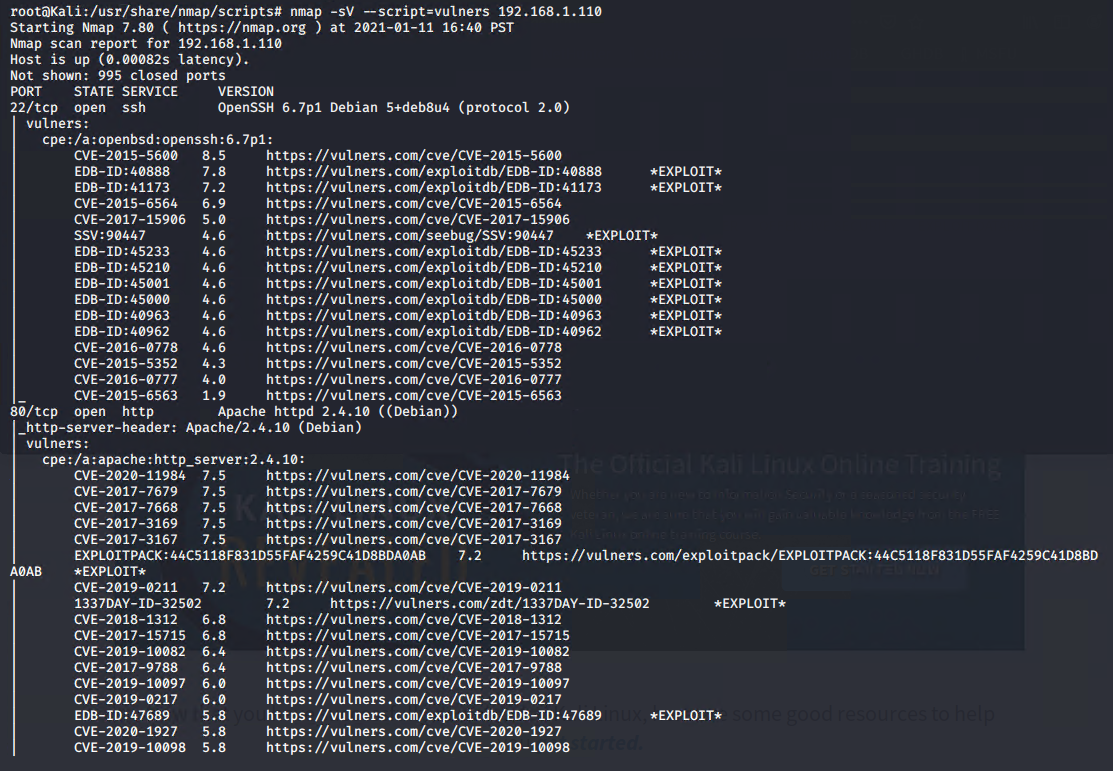 root@Kali:/usr/share/nmap/scripts# nmap -sV --script=vulners 192.168.1.110
Starting Nmap 7.80 ( https://nmap.org ) at 2021-01-11 16:40 PST
Nmap scan report for 192.168.1.110
Host is up (0.00082s latency).
Not shown: 995 closed ports
PORT    STATE SERVICE     VERSION
22/tcp  open  ssh         OpenSSH 6.7p1 Debian 5+deb8u4 (protocol 2.0)
| vulners:
|   cpe:/a:openbsd:openssh:6.7p1:
|       CVE-2015-5600   8.5     https://vulners.com/cve/CVE-2015-5600
|       EDB-ID:40888    7.8     https://vulners.com/exploitdb/EDB-ID:40888      *EXPLOIT*
|       EDB-ID:41173    7.2     https://vulners.com/exploitdb/EDB-ID:41173      *EXPLOIT*
|       CVE-2015-6564   6.9     https://vulners.com/cve/CVE-2015-6564
|       CVE-2017-15906  5.0     https://vulners.com/cve/CVE-2017-15906
|       SSV:90447       4.6     https://vulners.com/seebug/SSV:90447    *EXPLOIT*
|       EDB-ID:45233    4.6     https://vulners.com/exploitdb/EDB-ID:45233      *EXPLOIT*
|       EDB-ID:45210    4.6     https://vulners.com/exploitdb/EDB-ID:45210      *EXPLOIT*
|       EDB-ID:45001    4.6     https://vulners.com/exploitdb/EDB-ID:45001      *EXPLOIT*
|       EDB-ID:45000    4.6     https://vulners.com/exploitdb/EDB-ID:45000      *EXPLOIT*
|       EDB-ID:40963    4.6     https://vulners.com/exploitdb/EDB-ID:40963      *EXPLOIT*
|       EDB-ID:40962    4.6     https://vulners.com/exploitdb/EDB-ID:40962      *EXPLOIT*
|       CVE-2016-0778   4.6     https://vulners.com/cve/CVE-2016-0778
|       CVE-2015-5352   4.3     https://vulners.com/cve/CVE-2015-5352
|       CVE-2016-0777   4.0     https://vulners.com/cve/CVE-2016-0777
|_      CVE-2015-6563   1.9     https://vulners.com/cve/CVE-2015-6563
80/tcp  open  http        Apache httpd 2.4.10 ((Debian))
|_http-server-header: Apache/2.4.10 (Debian)
| vulners:
|   cpe:/a:apache:http_server:2.4.10:
|       CVE-2020-11984  7.5     https://vulners.com/cve/CVE-2020-11984
|       CVE-2017-7679   7.5     https://vulners.com/cve/CVE-2017-7679
|       CVE-2017-7668   7.5     https://vulners.com/cve/CVE-2017-7668
|       CVE-2017-3169   7.5     https://vulners.com/cve/CVE-2017-3169
|       CVE-2017-3167   7.5     https://vulners.com/cve/CVE-2017-3167
|       EXPLOITPACK:44C5118F831D55FAF4259C41D8BDA0AB    7.2     https://vulners.com/exploitpack/EXPLOITPACK:44C5118F831D55FAF4259C41D8BD
A0AB    *EXPLOIT*
|       CVE-2019-0211   7.2     https://vulners.com/cve/CVE-2019-0211
|       1337DAY-ID-32502        7.2     https://vulners.com/zdt/1337DAY-ID-32502        *EXPLOIT*
|       CVE-2018-1312   6.8     https://vulners.com/cve/CVE-2018-1312
|       CVE-2017-15715  6.8     https://vulners.com/cve/CVE-2017-15715
|       CVE-2019-10082  6.4     https://vulners.com/cve/CVE-2019-10082
|       CVE-2017-9788   6.4     https://vulners.com/cve/CVE-2017-9788
|       CVE-2019-10097  6.0     https://vulners.com/cve/CVE-2019-10097
|       CVE-2019-0217   6.0     https://vulners.com/cve/CVE-2019-0217
|       EDB-ID:47689    5.8     https://vulners.com/exploitdb/EDB-ID:47689      *EXPLOIT*
|       CVE-2020-1927   5.8     https://vulners.com/cve/CVE-2020-1927
|       CVE-2019-10098  5.8     https://vulners.com/cve/CVE-2019-10098
The Official Kali Linux Online Training
REVEALED
GET STARTED NOW
some good resources to help
started.